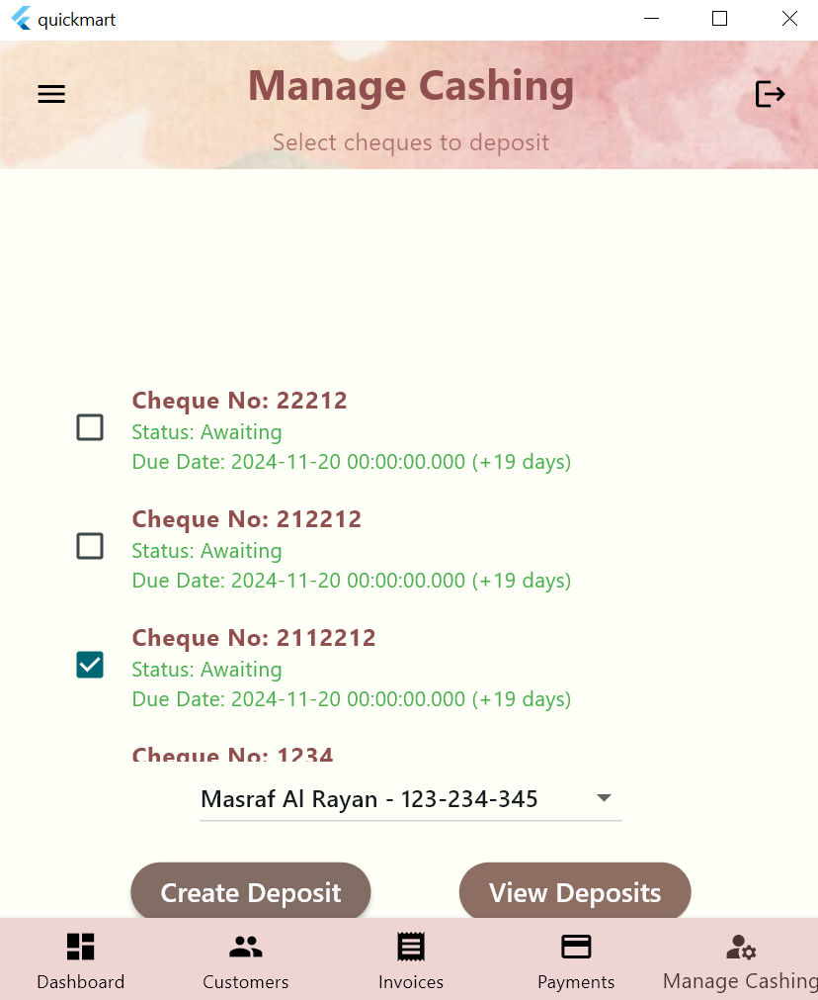 quickmart
Manage Cashing
Select cheques to deposit
Cheque No: 22212
Status: Awaiting
Due Date: 2024-11-20 00:00:00.000 (+19 days)
Cheque No: 212212
Status: Awaiting
Due Date: 2024-11-20 00:00:00.000 (+19 days)
Cheque No: 2112212
Status: Awaiting
Due Date: 2024-11-20 00:00:00.000 (+19 days)
Cheque No: 1234
Masraf Al Rayan - 123-234-345
Create Deposit View Deposits
Dashboard Customers Invoices Payments Manage Cashing